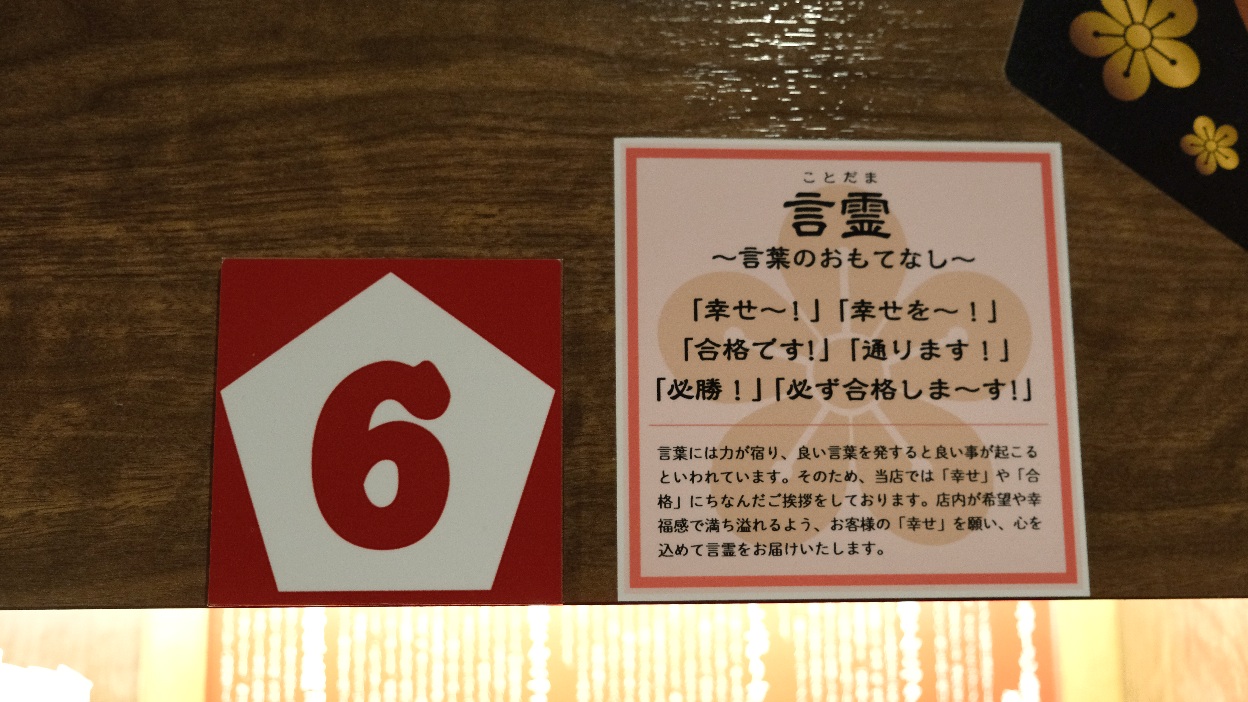 6
ことだま
言霊
～言葉のおもてなし～
「幸せ～!」「幸せを～!」
「合格です!」「通ります!」
「必勝!」「必ず合格しま～す!」
言葉には力が宿り、良い言葉を発すると良い事が起こる
といわれています。そのため、当店では「幸せ」や「合
格」にちなんだご挨拶をしております。店内が希望や幸
福感で満ち溢れるよう、お客様の「幸せ」を願い、心を
込めて言霊をお届けいたします。